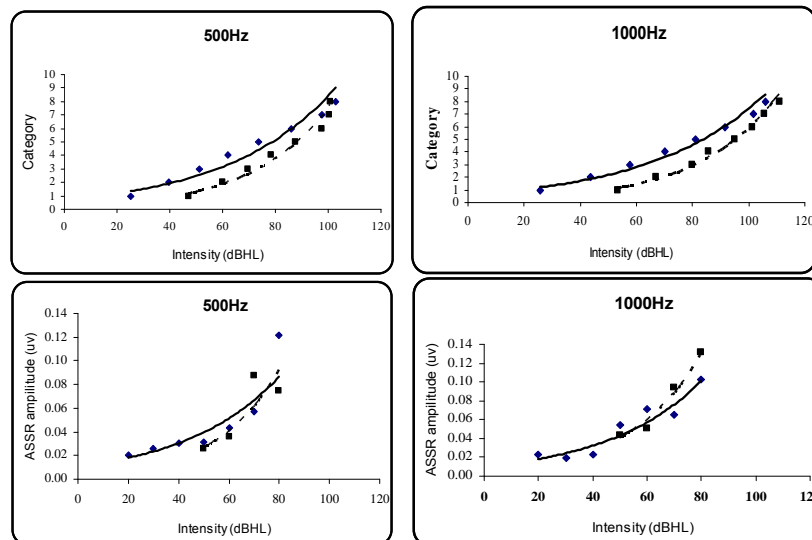 500Hz
Category
10
9
8
7
6
5
4
3
2
1
0 20 40 60 80 100 120
Intensity (dBHL)
1000Hz
Category
10
9
8
7
6
5
4
3
2
1
0 20 40 60 80 100 120
Intensity (dBHL)
500Hz
ASSR amplitude (uv)
0.14
0.12
0.10
0.08
0.06
0.04
0.02
0.00
0 20 40 60 80 100 120
Intensity (dBHL)
1000Hz
ASSR amplitude (uv)
0.14
0.12
0.10
0.08
0.06
0.04
0.02
0.00
0 20 40 60 80 100 120
Intensity (dBHL)